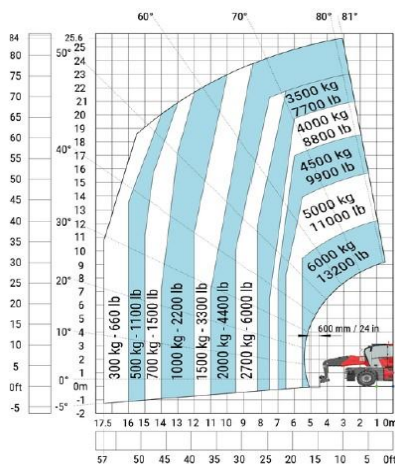 60° 70° 80° 81°
84 25.6
80 25
24
75 23
50° 22
70 21
3500 kg
7700 lb
65 20
19
4000 kg
8800 lb
60 18
40° 17
55 16
4500 kg
9900 lb
50 15
14
45 13
5000 kg
11000 lb
40 12
30° 11
35 10
6000 kg
13200 lb
30 9
8
25 20° 7
20 6
5
15 10° 4
600 mm / 24 in
10 3
2
5 1
0ft 0° 0m
-5 -5° -1
-2
300 kg - 660 lb
500 kg - 1100 lb
700 kg - 1500 lb
1000 kg - 2200 lb
1500 kg - 3300 lb
2000 kg - 4400 lb
2700 kg - 6000 lb
17.5 16 15 14 13 12 11 10 9 8 7 6 5 4 3 2 1 0m
57 50 45 40 35 30 25 20 15 10 5 0ft